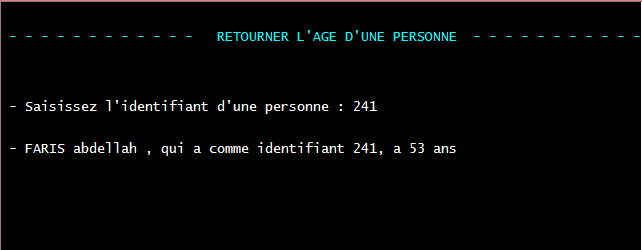 - - - - - - - - - - - -   RETOURNER L'AGE D'UNE PERSONNE  - - - - - - - - - - -
- Saisissez l'identifiant d'une personne : 241
- FARIS abdellah , qui a comme identifiant 241, a 53 ans